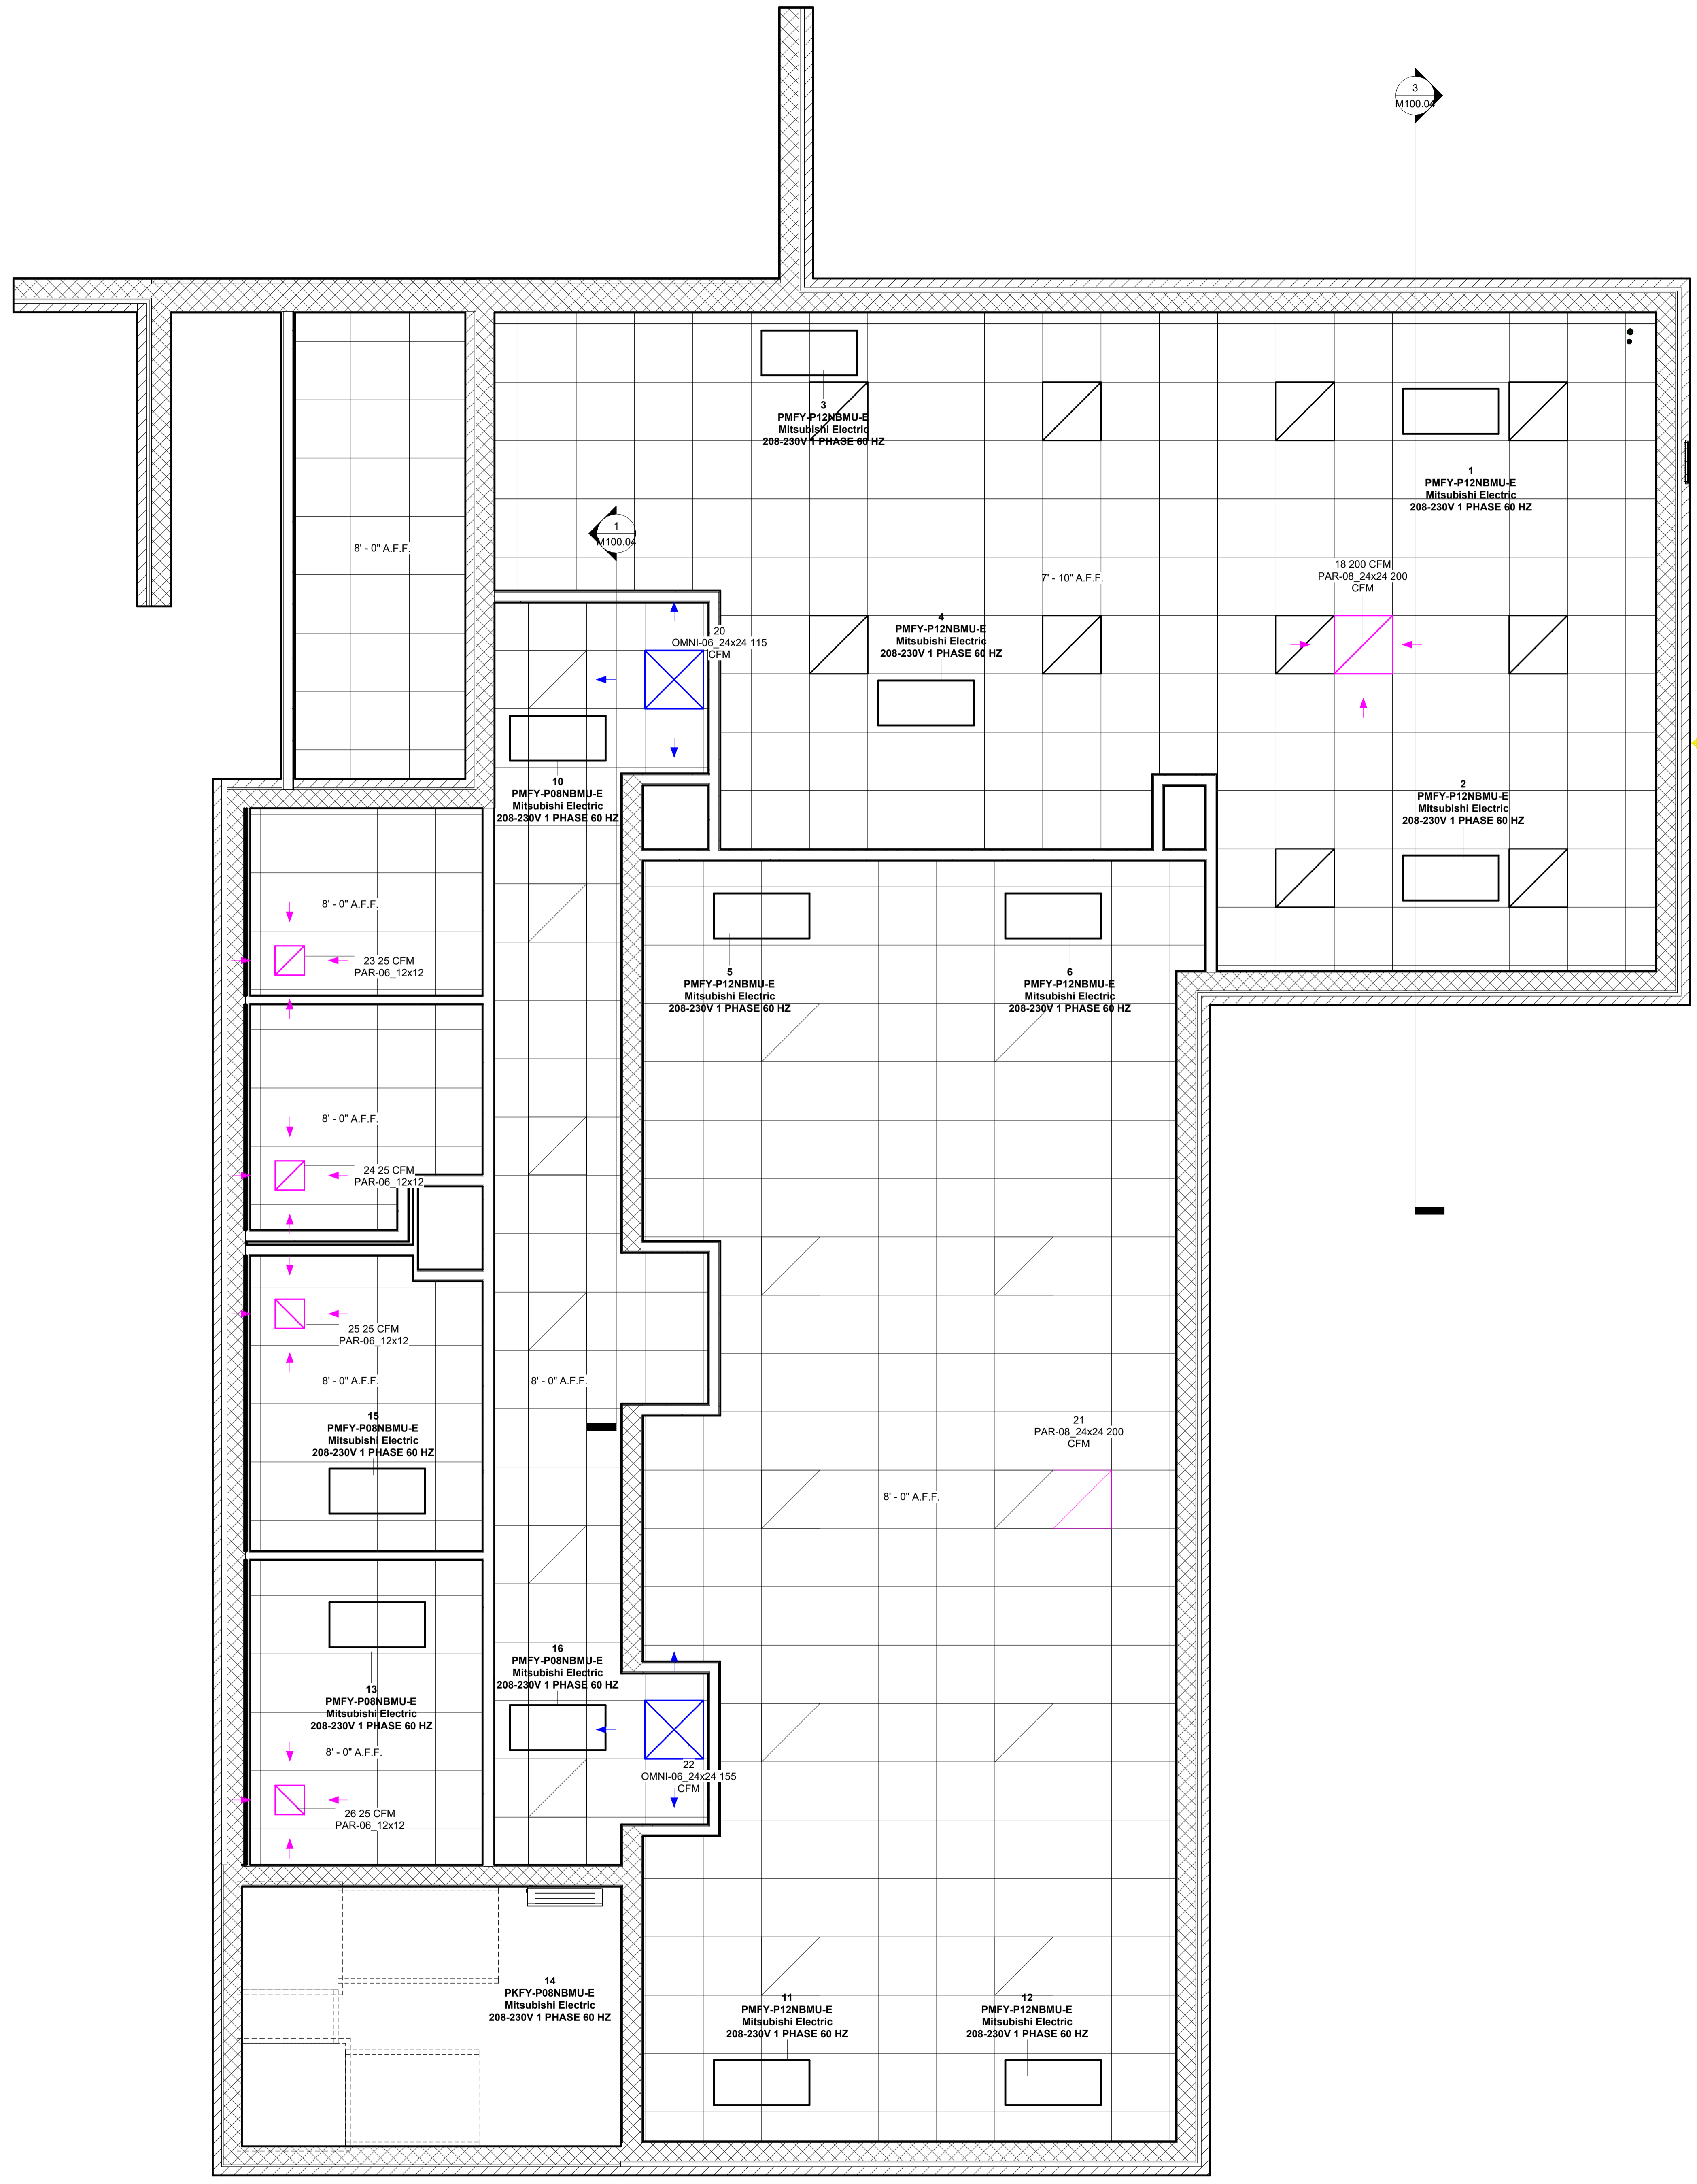 3
M100.04
3
PMFY-P12NBMU-E
Mitsubishi Electric
208-230V 1 PHASE 60 HZ
1
PMFY-P12NBMU-E
Mitsubishi Electric
208-230V 1 PHASE 60 HZ
1
M100.04
8' - 0" A.F.F.
7' - 10" A.F.F.
18 200 CFM
PAR-08_24x24 200
CFM
20
OMNI-06_24x24 115
CFM
4
PMFY-P12NBMU-E
Mitsubishi Electric
208-230V 1 PHASE 60 HZ
10
PMFY-P08NBMU-E
Mitsubishi Electric
208-230V 1 PHASE 60 HZ
2
PMFY-P12NBMU-E
Mitsubishi Electric
208-230V 1 PHASE 60 HZ
8' - 0" A.F.F.
23 25 CFM
PAR-06_12x12
5
PMFY-P12NBMU-E
Mitsubishi Electric
208-230V 1 PHASE 60 HZ
6
PMFY-P12NBMU-E
Mitsubishi Electric
208-230V 1 PHASE 60 HZ
8' - 0" A.F.F.
24 25 CFM
PAR-06_12x12
25 25 CFM
PAR-06_12x12
8' - 0" A.F.F.
8' - 0" A.F.F.
15
PMFY-P08NBMU-E
Mitsubishi Electric
208-230V 1 PHASE 60 HZ
21
PAR-08_24x24 200
CFM
8' - 0" A.F.F.
16
PMFY-P08NBMU-E
Mitsubishi Electric
208-230V 1 PHASE 60 HZ
13
PMFY-P08NBMU-E
Mitsubishi Electric
208-230V 1 PHASE 60 HZ
8' - 0" A.F.F.
22
OMNI-06_24x24 155
CFM
26 25 CFM
PAR-06_12x12
14
PKFY-P08NBMU-E
Mitsubishi Electric
208-230V 1 PHASE 60 HZ
11
PMFY-P12NBMU-E
Mitsubishi Electric
208-230V 1 PHASE 60 HZ
12
PMFY-P12NBMU-E
Mitsubishi Electric
208-230V 1 PHASE 60 HZ